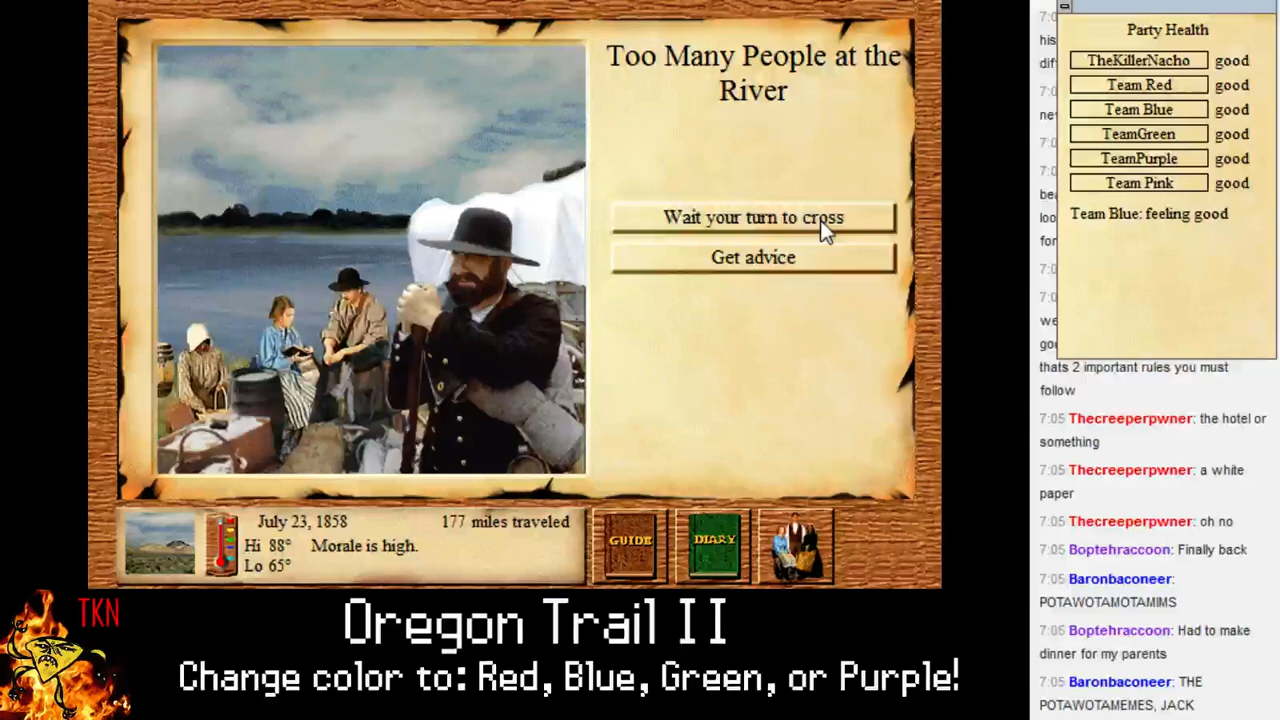 Too Many People at the
River
Wait your turn to cross
Get advice
July 23, 1858
177 miles traveled
Hi 88°
Morale is high.
Lo 65°
GUIDE
DIARY
TKN
Oregon Trail II
Change color to: Red, Blue, Green, or Purple!
Party Health
TheKillerNacho good
Team Red good
Team Blue good
TeamGreen good
TeamPurple good
Team Pink good
Team Blue: feeling good
his
thats 2 important rules you must
follow
7:05 Thecreeperpwner: the hotel or
something
7:05 Thecreeperpwner: a white
paper
7:05 Thecreeperpwner: oh no
7:05 Boptehraccoon: Finally back
7:05 Baronbaconeer:
POTAWOTAMOTAMIMS
7:05 Boptehraccoon: Had to make
dinner for my parents
7:05 Baronbaconeer: THE
POTAWOTAMEMES, JACK